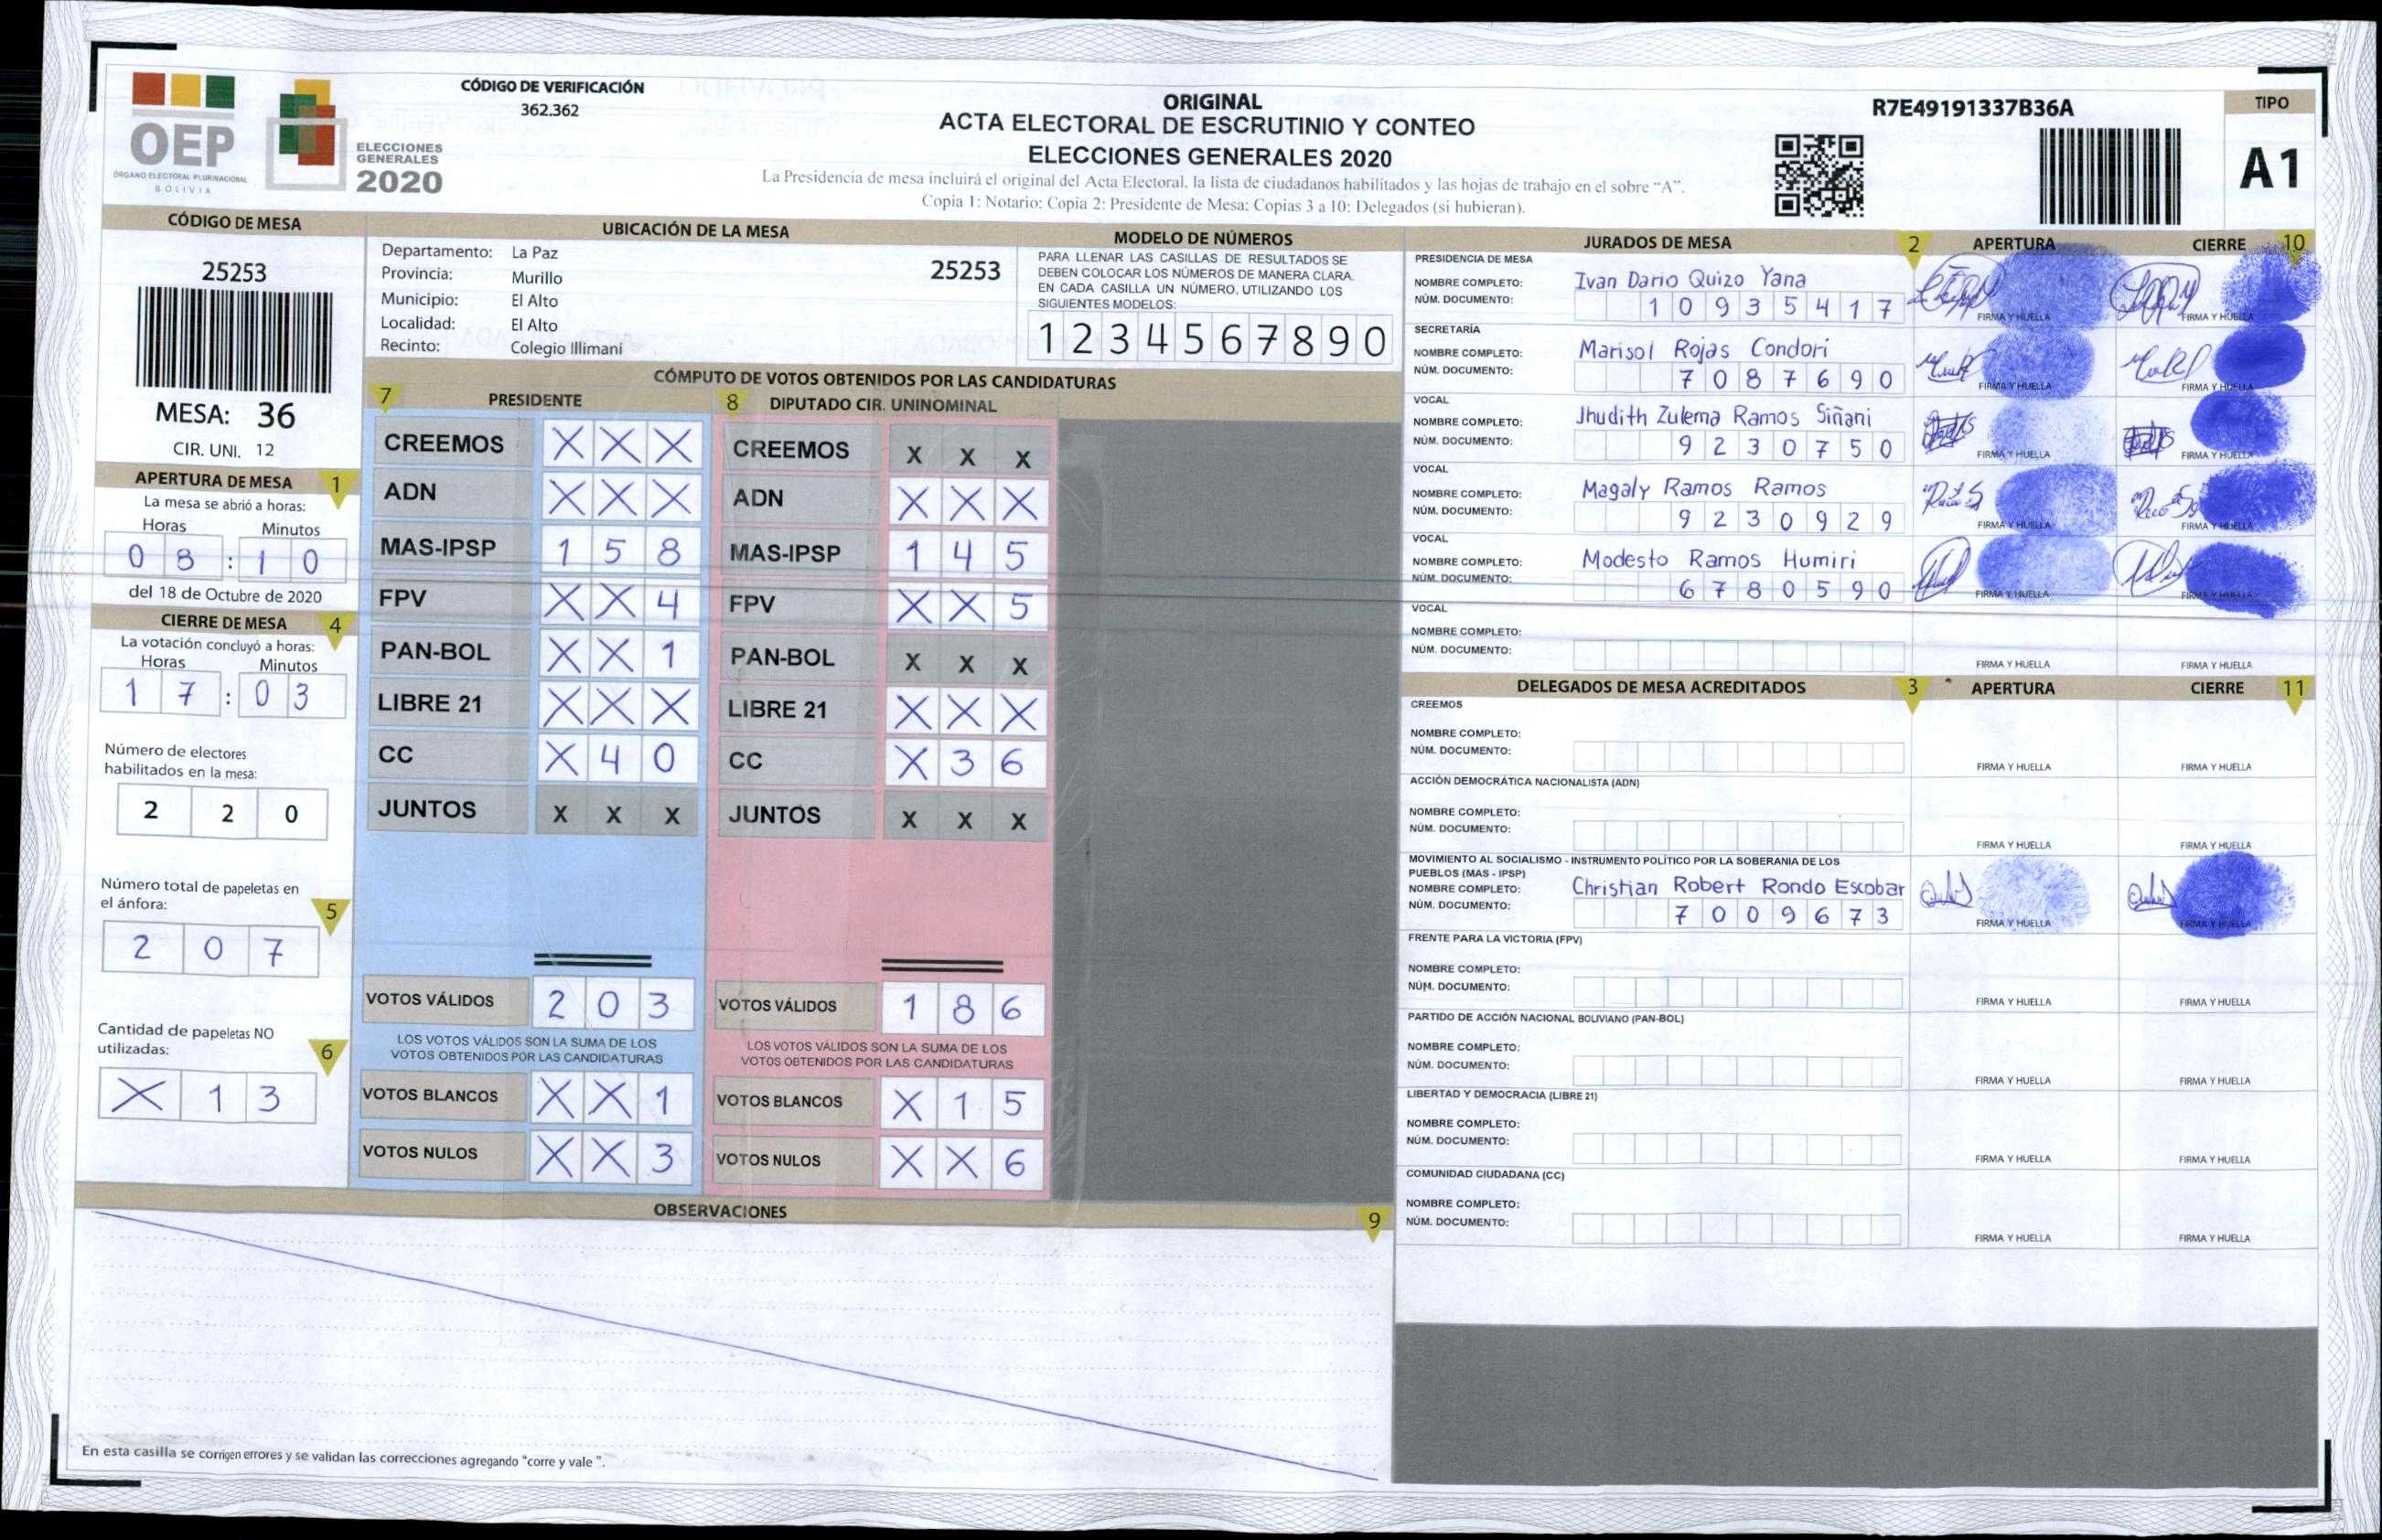 OEP
ÓRGANO ELECTORAL PLURINACIONAL
BOLIVIA
ELECCIONES
GENERALES
2020
CÓDIGO DE VERIFICACIÓN
362.362
ORIGINAL
ACTA ELECTORAL DE ESCRUTINIO Y CONTEO
ELECCIONES GENERALES 2020
La Presidencia de mesa incluirá el original del Acta Electoral, la lista de ciudadanos habilitados y las hojas de trabajo en el sobre "A".
Copia 1: Notario; Copia 2: Presidente de Mesa; Copias 3 a 10: Delegados (si hubieran).
R7E49191337B36A
TIPO
A1
CÓDIGO DE MESA
25253
MESA: 36
CIR. UNI. 12
APERTURA DE MESA 1
La mesa se abrió a horas:
Horas Minutos
0 8 : 1 0
del 18 de Octubre de 2020
CIERRE DE MESA 4
La votación concluyó a horas:
Horas Minutos
1 7 : 0 3
Número de electores
habilitados en la mesa:
2 2 0
Número total de papeletas en
el ánfora: 5
2 0 7
Cantidad de papeletas NO
utilizadas: 6
X 1 3
UBICACIÓN DE LA MESA
Departamento: La Paz
Provincia: Murillo
Municipio: El Alto
Localidad: El Alto
Recinto: Colegio Illimani
25253
MODELO DE NÚMEROS
PARA LLENAR LAS CASILLAS DE RESULTADOS SE
DEBEN COLOCAR LOS NÚMEROS DE MANERA CLARA.
EN CADA CASILLA UN NÚMERO, UTILIZANDO LOS
SIGUIENTES MODELOS:
1 2 3 4 5 6 7 8 9 0
CÓMPUTO DE VOTOS OBTENIDOS POR LAS CANDIDATURAS
7 PRESIDENTE
CREEMOS X X X
ADN X X X
MAS-IPSP 1 5 8
FPV X X 4
PAN-BOL X X 1
LIBRE 21 X X X
CC X 4 0
JUNTOS X X X
VOTOS VÁLIDOS 2 0 3
LOS VOTOS VÁLIDOS SON LA SUMA DE LOS
VOTOS OBTENIDOS POR LAS CANDIDATURAS
VOTOS BLANCOS X X 1
VOTOS NULOS X X 3
8 DIPUTADO CIR. UNINOMINAL
CREEMOS X X X
ADN X X X
MAS-IPSP 1 4 5
FPV X X 5
PAN-BOL X X X
LIBRE 21 X X X
CC X 3 6
JUNTOS X X X
VOTOS VÁLIDOS 1 8 6
LOS VOTOS VÁLIDOS SON LA SUMA DE LOS
VOTOS OBTENIDOS POR LAS CANDIDATURAS
VOTOS BLANCOS X 1 5
VOTOS NULOS X X 6
OBSERVACIONES
9
En esta casilla se corrigen errores y se validan las correcciones agregando "corre y vale ".
JURADOS DE MESA 2 APERTURA CIERRE 10
PRESIDENCIA DE MESA
NOMBRE COMPLETO: Ivan Dario Quizo Yana
NÚM. DOCUMENTO: 1 0 9 3 5 4 1 7
FIRMA Y HUELLA FIRMA Y HUELLA
SECRETARÍA
NOMBRE COMPLETO: Marisol Rojas Condori
NÚM. DOCUMENTO: 7 0 8 7 6 9 0
FIRMA Y HUELLA FIRMA Y HUELLA
VOCAL
NOMBRE COMPLETO: Jhudith Zulema Ramos Siñani
NÚM. DOCUMENTO: 9 2 3 0 7 5 0
FIRMA Y HUELLA FIRMA Y HUELLA
VOCAL
NOMBRE COMPLETO: Magaly Ramos Ramos
NÚM. DOCUMENTO: 9 2 3 0 9 2 9
FIRMA Y HUELLA FIRMA Y HUELLA
VOCAL
NOMBRE COMPLETO: Modesto Ramos Humiri
NÚM. DOCUMENTO: 6 7 8 0 5 9 0
FIRMA Y HUELLA FIRMA Y HUELLA
VOCAL
NOMBRE COMPLETO:
NÚM. DOCUMENTO:
FIRMA Y HUELLA FIRMA Y HUELLA
DELEGADOS DE MESA ACREDITADOS 3 APERTURA CIERRE 11
CREEMOS
NOMBRE COMPLETO:
NÚM. DOCUMENTO:
FIRMA Y HUELLA FIRMA Y HUELLA
ACCIÓN DEMOCRÁTICA NACIONALISTA (ADN)
NOMBRE COMPLETO:
NÚM. DOCUMENTO:
FIRMA Y HUELLA FIRMA Y HUELLA
MOVIMIENTO AL SOCIALISMO - INSTRUMENTO POLÍTICO POR LA SOBERANIA DE LOS
PUEBLOS (MAS - IPSP)
NOMBRE COMPLETO: Christian Robert Rondo Escobar
NÚM. DOCUMENTO: 7 0 0 9 6 7 3
FIRMA Y HUELLA FIRMA Y HUELLA
FRENTE PARA LA VICTORIA (FPV)
NOMBRE COMPLETO:
NÚM. DOCUMENTO:
FIRMA Y HUELLA FIRMA Y HUELLA
PARTIDO DE ACCIÓN NACIONAL BOLIVIANO (PAN-BOL)
NOMBRE COMPLETO:
NÚM. DOCUMENTO:
FIRMA Y HUELLA FIRMA Y HUELLA
LIBERTAD Y DEMOCRACIA (LIBRE 21)
NOMBRE COMPLETO:
NÚM. DOCUMENTO:
FIRMA Y HUELLA FIRMA Y HUELLA
COMUNIDAD CIUDADANA (CC)
NOMBRE COMPLETO:
NÚM. DOCUMENTO:
FIRMA Y HUELLA FIRMA Y HUELLA